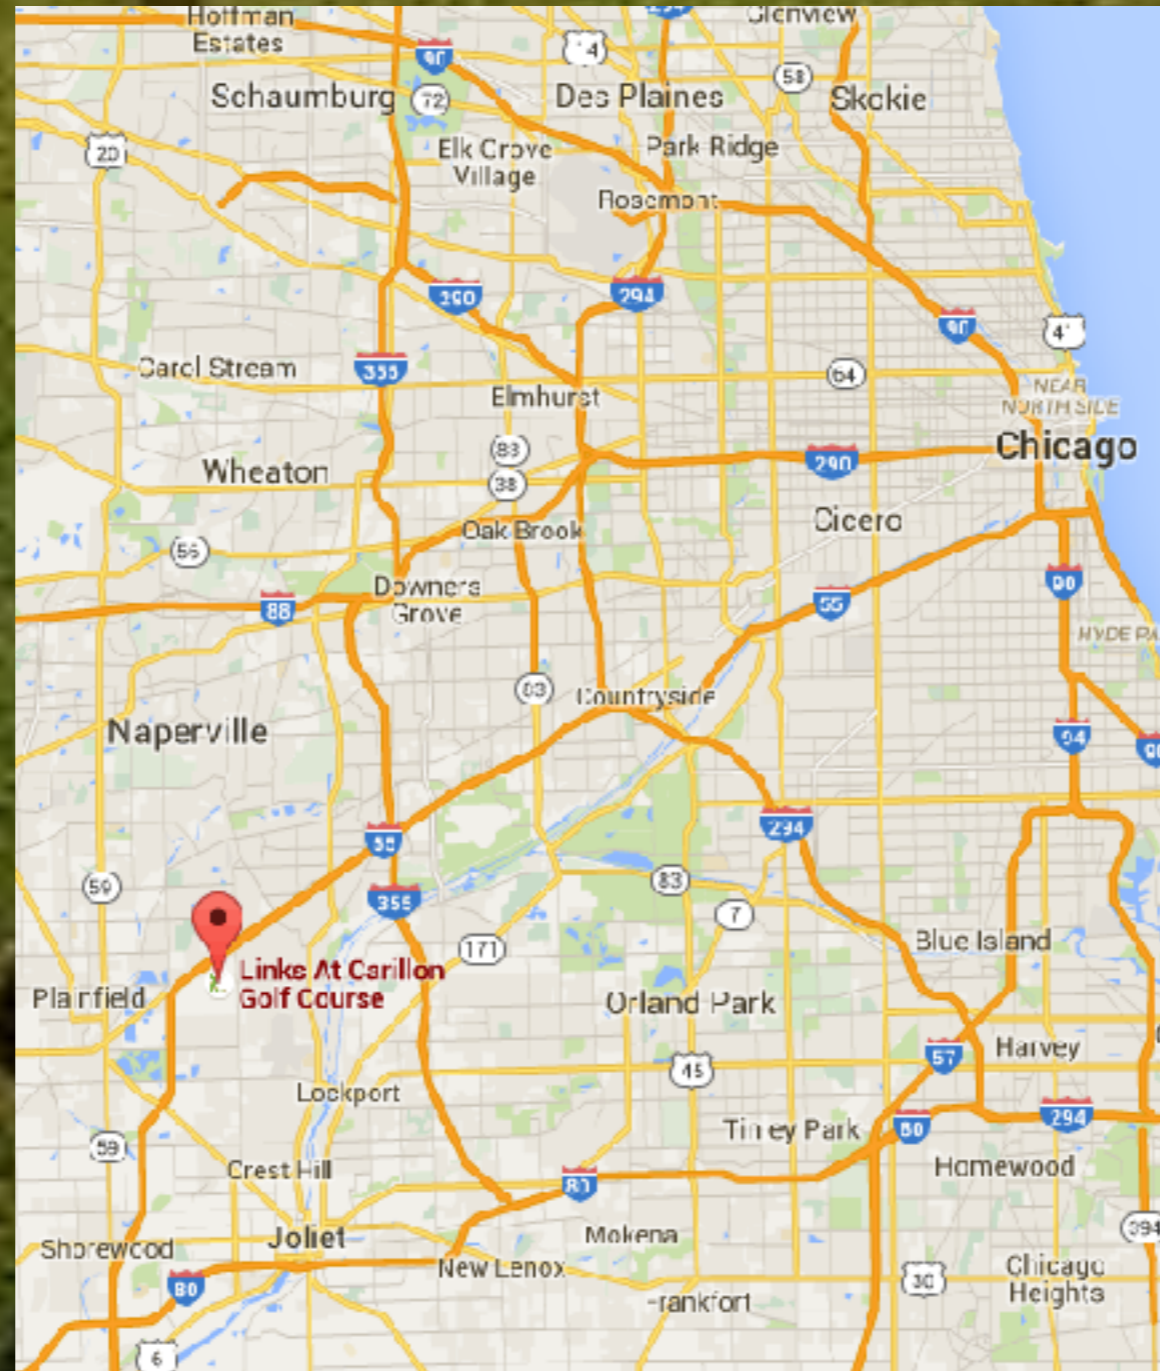 Hoffman
Estates
Glenview
90
14
58
Schaumburg
72
Des Plaines
Skokie
20
Elk Grove
Village
Park Ridge
Rosemont
290
294
90
41
Carol Stream
355
64
Elmhurst
NEAR
NORTH SIDE
83
Chicago
Wheaton
290
38
Oak Brook
Cicero
56
Downers
Grove
88
55
90
HYDE PA
83
Countryside
Naperville
94
90
55
294
59
355
83
7
171
Blue Island
Links At Carillon
Golf Course
Plainfield
Orland Park
57
Harvey
45
Lockport
59
Tinley Park
80
294
Crest Hill
80
Homewood
Joliet
Mokena
394
Shorewood
New Lenox
80
30
Chicago
Heights
Frankfort
6